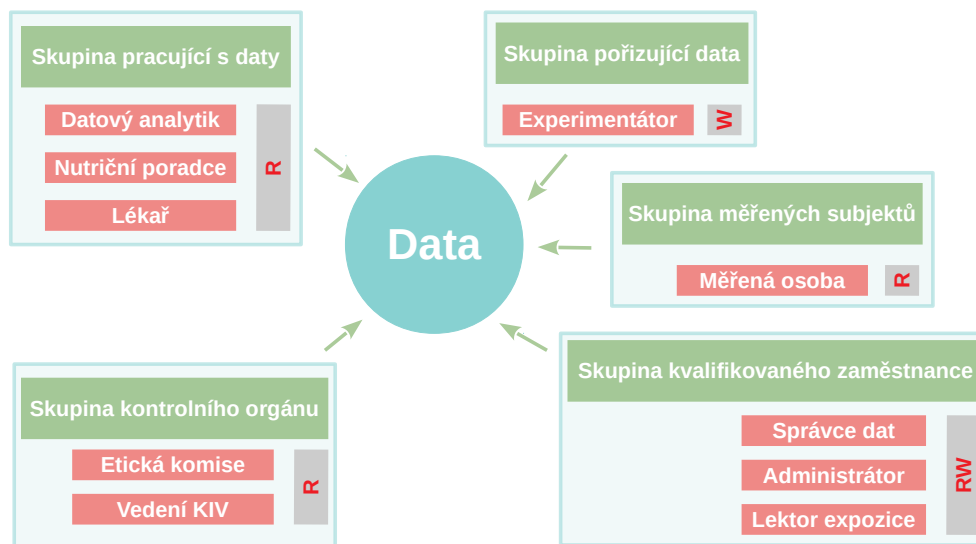 Skupina pracující s daty
Datový analytik
Nutriční poradce
Lékař
R
Skupina pořizující data
Experimentátor
W
Skupina měřených subjektů
Měřená osoba
R
Data
Skupina kontrolního orgánu
Etická komise
Vedení KIV
R
Skupina kvalifikovaného zaměstnance
Správce dat
Administrátor
Lektor expozice
RW